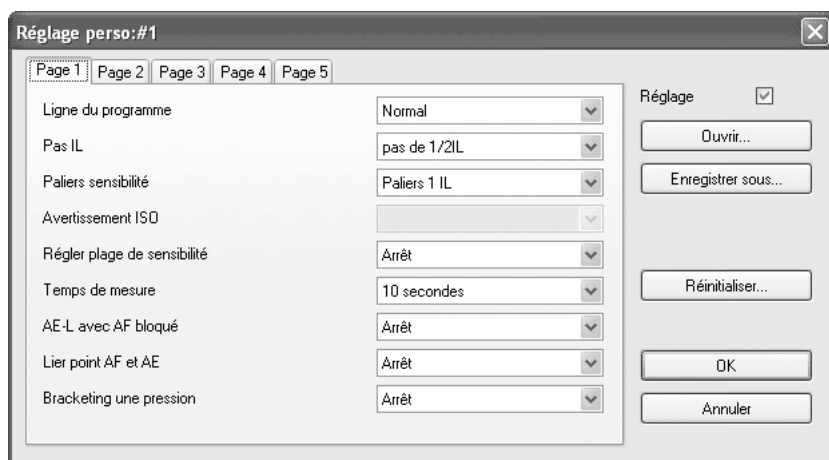 Réglage perso:#1
Page 1 Page 2 Page 3 Page 4 Page 5
Ligne du programme Normal
Pas IL pas de 1/2IL
Paliers sensibilité Paliers 1 IL
Avertissement ISO
Régler plage de sensibilité Arrêt
Temps de mesure 10 secondes
AE-L avec AF bloqué Arrêt
Lier point AF et AE Arrêt
Bracketing une pression Arrêt
Réglage
Ouvrir...
Enregistrer sous...
Réinitialiser...
OK
Annuler